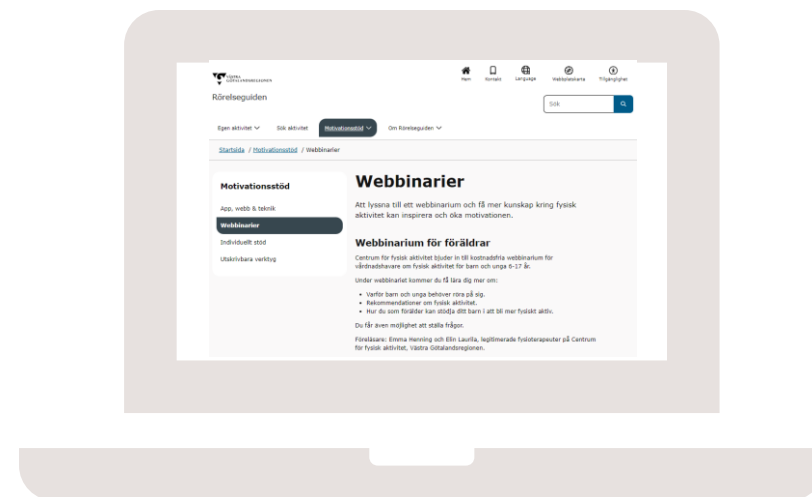 VÄSTRA
GÖTALANDSREGIONEN
Hem Kontakt Language Webbplatskarta Tillgänglighet
Rörelseguiden
Sök
Egen aktivitet Sök aktivitet Motivationsstöd Om Rörelseguiden
Startsida / Motivationsstöd / Webbinarier
Motivationsstöd
App, webb & teknik
Webbinarier
Individuellt stöd
Utskrivbara verktyg
Webbinarier
Att lyssna till ett webbinarium och få mer kunskap kring fysisk
aktivitet kan inspirera och öka motivationen.
Webbinarium för föräldrar
Centrum för fysisk aktivitet bjuder in till kostnadsfria webbinarium för
vårdnadshavare om fysisk aktivitet för barn och unga 6-17 år.
Under webbinariet kommer du få lära dig mer om:
• Varför barn och unga behöver röra på sig.
• Rekommendationer om fysisk aktivitet.
• Hur du som förälder kan stödja ditt barn i att bli mer fysiskt aktiv.
Du får även möjlighet att ställa frågor.
Föreläsare: Emma Henning och Elin Laurila, legitimerade fysioterapeuter på Centrum
för fysisk aktivitet, Västra Götalandsregionen.